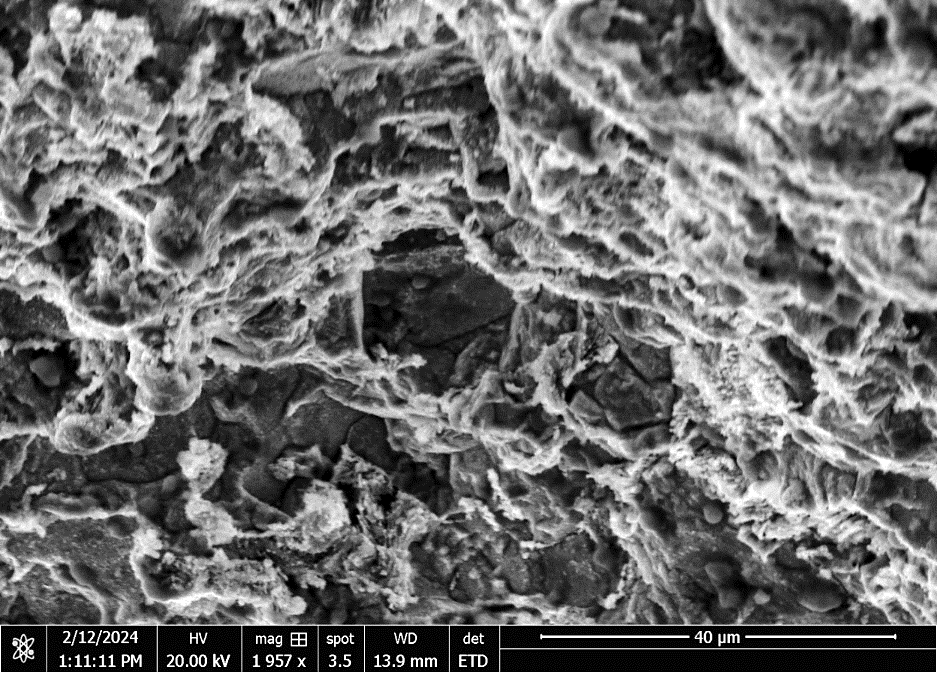 2/12/2024 HV mag spot WD det 40 µm
1:11:11 PM 20.00 kV 1 957 x 3.5 13.9 mm ETD